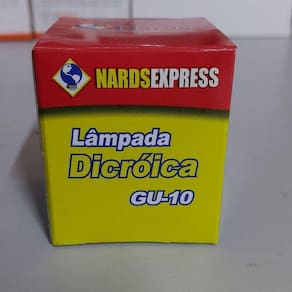 NARDSEXPRESS
Lâmpada
Dicróica
GU-10